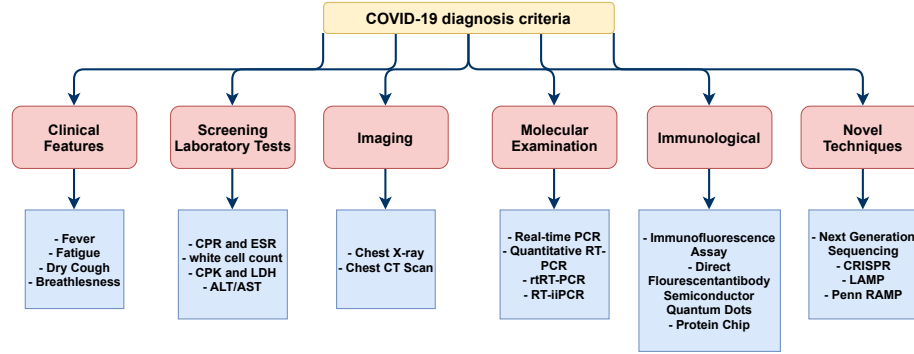 COVID-19 diagnosis criteria
Clinical
Features
Screening
Laboratory Tests
Imaging
Molecular
Examination
Immunological
Novel
Techniques
- Fever
- Fatigue
- Dry Cough
- Breathlesness
- CPR and ESR
- white cell count
- CPK and LDH
- ALT/AST
- Chest X-ray
- Chest CT Scan
- Real-time PCR
- Quantitative RT-
PCR
- rtRT-PCR
- RT-iiPCR
- Immunofluorescence
Assay
- Direct
Flourescentantibody
Semiconductor
Quantum Dots
- Protein Chip
- Next Generation
Sequencing
- CRISPR
- LAMP
- Penn RAMP